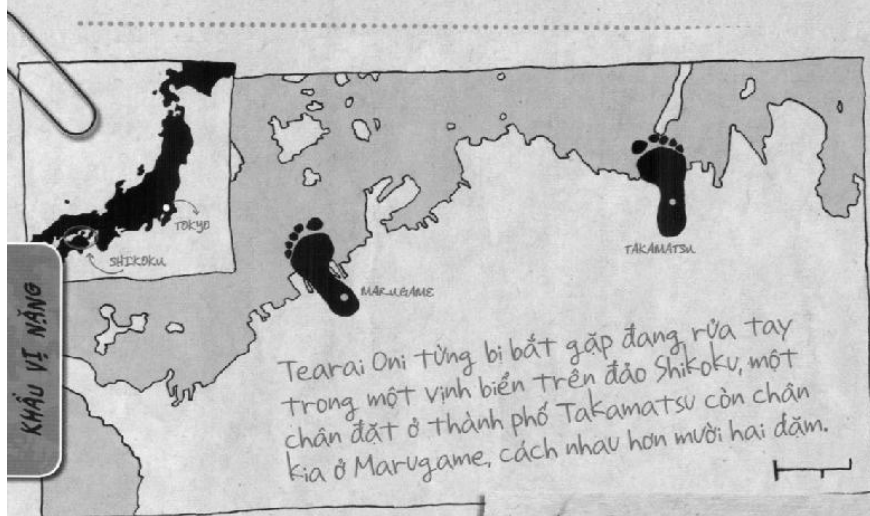 TOKYO
SHIKOKU
KHẨU VỊ NẶNG
MARUGAME
TAKAMATSU
Tearai Oni từng bị bắt gặp đang rửa tay
trong một vịnh biển trên đảo Shikoku, một
chân đặt ở thành phố Takamatsu còn chân
kia ở Marugame, cách nhau hơn mười hai dặm.